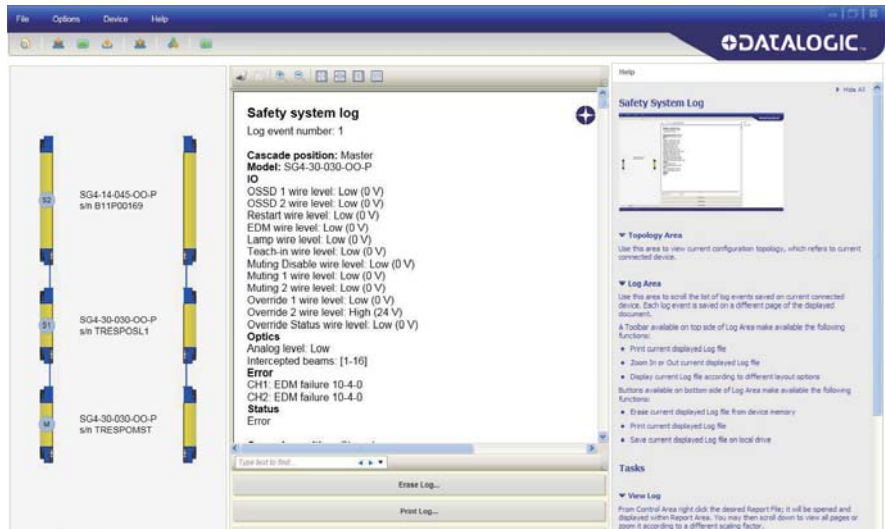 File Options Device Help
DATALOGIC
S2
SG4-14-045-OO-P
s/n B11P00169
S1
SG4-30-030-OO-P
s/n TRESPOSL1
M
SG4-30-030-OO-P
s/n TRESPOMST
Safety system log
Log event number: 1
Cascade position: Master
Model: SG4-30-030-OO-P
IO
OSSD 1 wire level: Low (0 V)
OSSD 2 wire level: Low (0 V)
Restart wire level: Low (0 V)
EDM wire level: Low (0 V)
Lamp wire level: Low (0 V)
Teach-in wire level: Low (0 V)
Muting Disable wire level: Low (0 V)
Muting 1 wire level: Low (0 V)
Muting 2 wire level: Low (0 V)
Override 1 wire level: Low (0 V)
Override 2 wire level: High (24 V)
Override Status wire level: Low (0 V)
Optics
Analog level: Low
Intercepted beams: [1-16]
Error
CH1: EDM failure 10-4-0
CH2: EDM failure 10-4-0
Status
Error
Type text to find...
Erase Log...
Print Log...
Help
Hide All
Safety System Log
Topology Area
Use this area to view current configuration topology, which refers to current
connected device.
Log Area
Use this area to scroll the list of log events saved on current connected
device. Each log event is saved on a different page of the displayed
document.
A Toolbar available on top side of Log Area make available the following
functions:
Print current displayed Log file
Zoom In or Out current displayed Log file
Display current Log file according to different layout options
Buttons available on bottom side of Log Area make available the following
functions:
Erase current displayed Log file from device memory
Print current displayed Log file
Save current displayed Log file on local drive
Tasks
View Log
From Control Area right click the desired Report File; it will be opened and
displayed within Report Area. You may then scroll down to view all pages or
zoom it according to a different scaling factor.